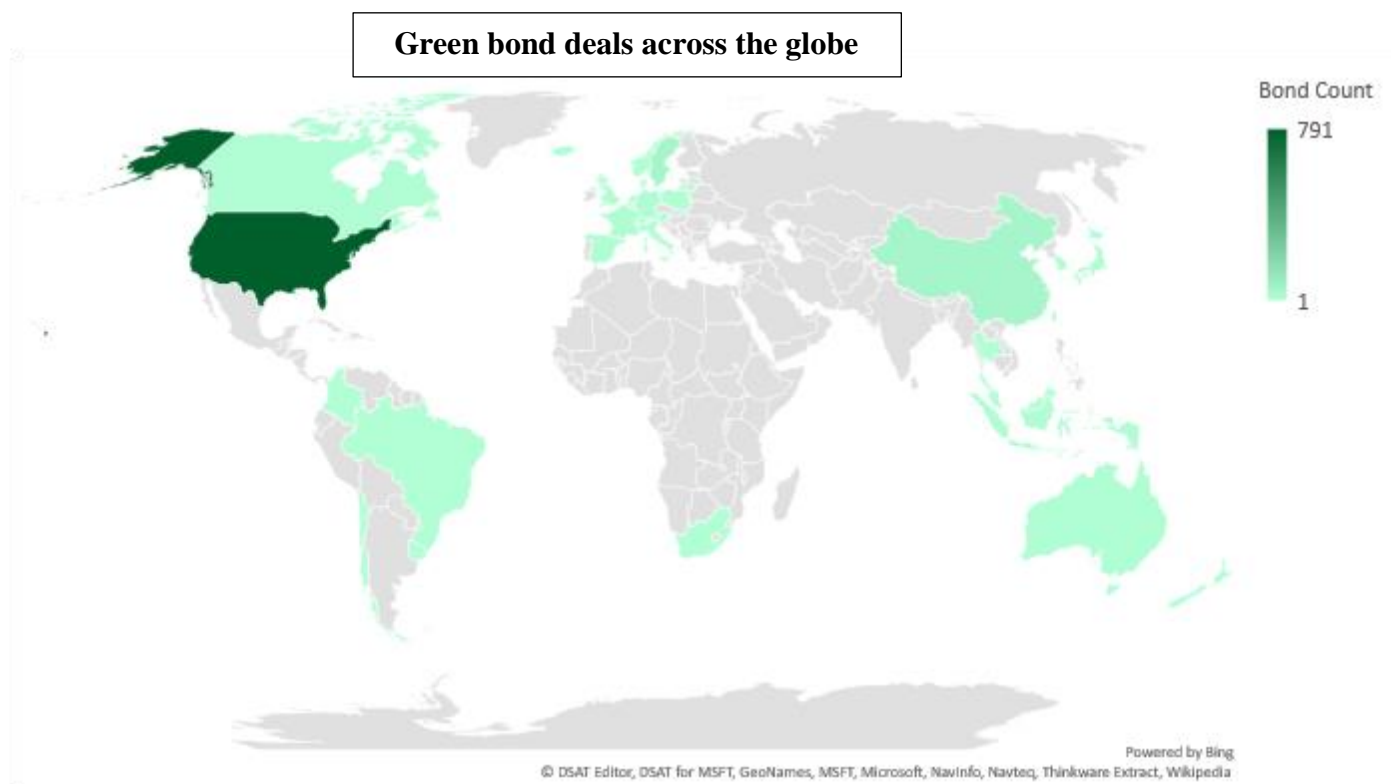 Green bond deals across the globe
Bond Count
791
1
Powered by Bing
© DSAT Editor, DSAT for MSFT, GeoNames, MSFT, Microsoft, NavInfo, Navteq, Thinkware Extract, Wikipedia